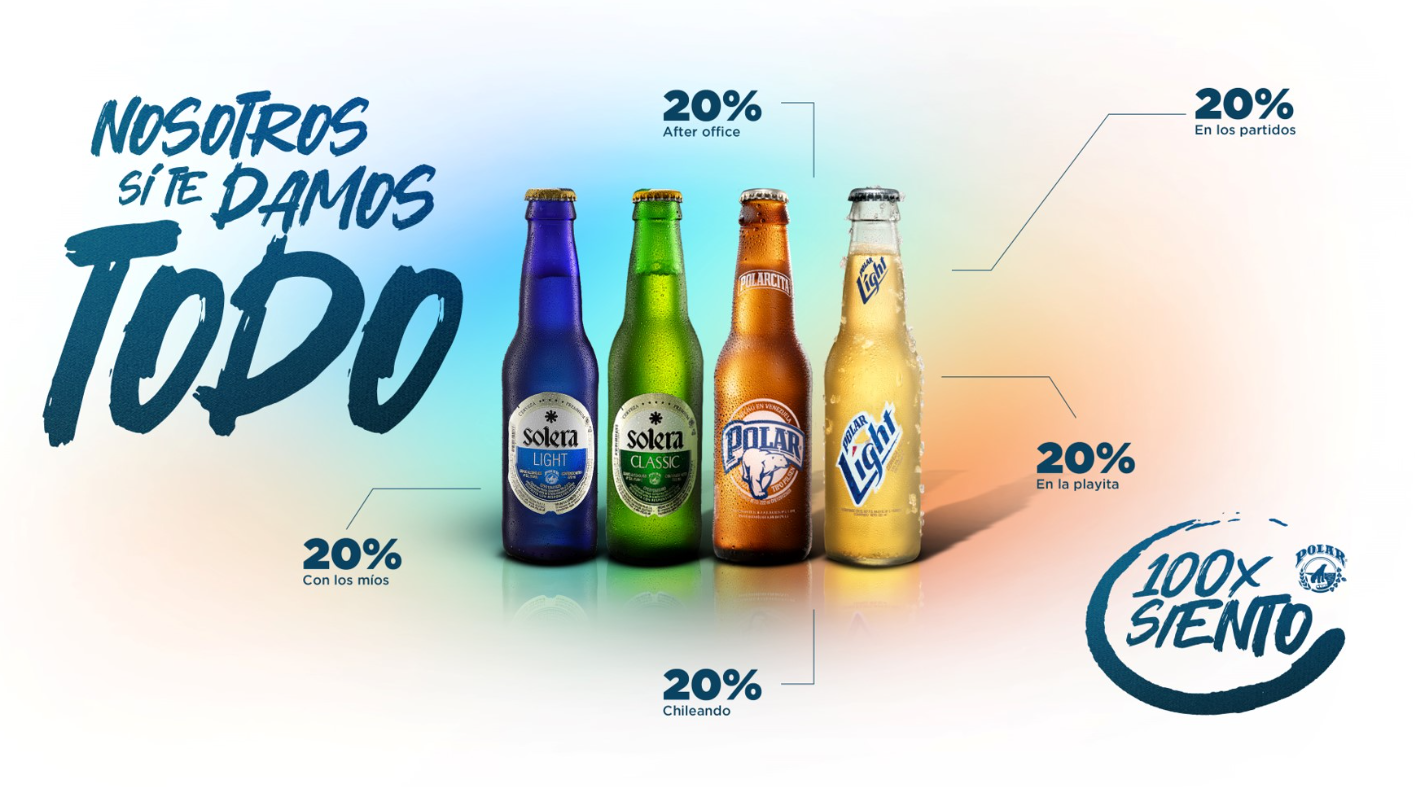 NOSOTROS
SÍ TE DAMOS
TODO
20%
After office
20%
En los partidos
POLARCITA
POLAR
Light
solera
LIGHT
solera
CLASSIC
POLAR
POLAR
Light
20%
En la playita
20%
Con los míos
20%
Chileando
100x
SIENTO
POLAR